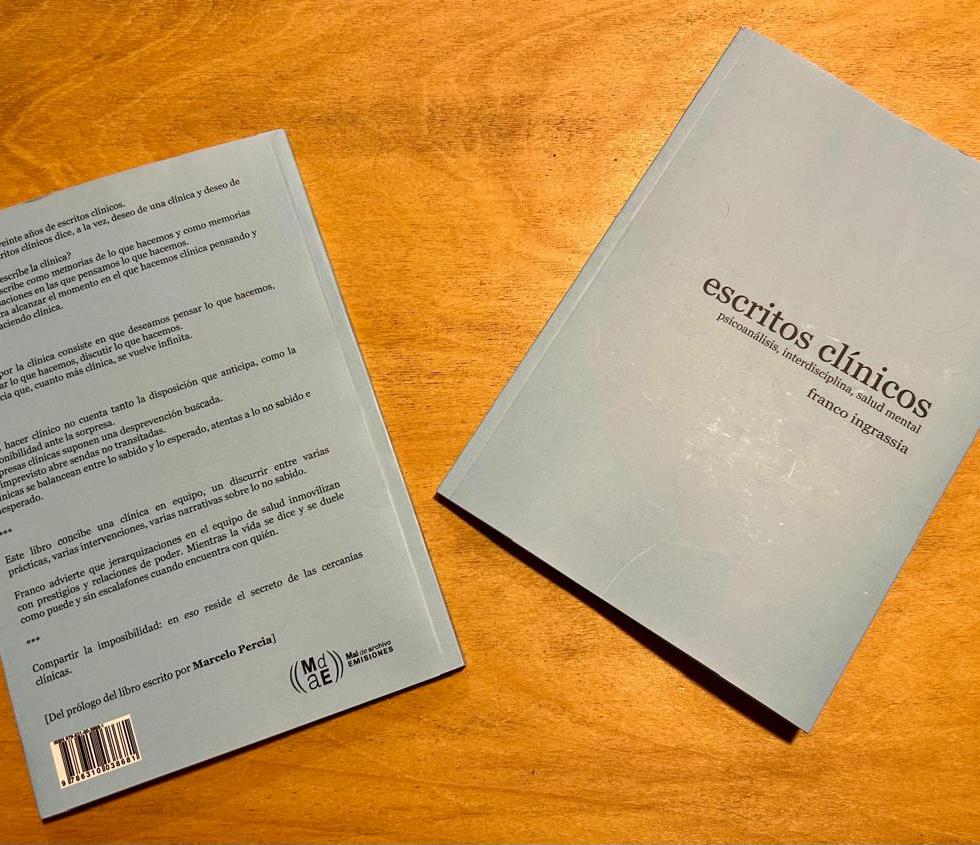 veinte años de escritos clínicos.
ritos clínicos dice, a la vez, deseo de una clínica y deseo de
escribe la clínica?
scribe como memorias de lo que hacemos y como memorias
aciones en las que pensamos lo que hacemos.
ra alcanzar el momento en el que hacemos clínica pensando y
haciendo clínica.
por la clínica consiste en que deseamos pensar lo que hacemos,
ar lo que hacemos, discutir lo que hacemos.
cía que, cuanto más clínica, se vuelve infinita.
hacer clínico no cuenta tanto la disposición que anticipa, como la
onibilidad ante la sorpresa.
presas clínicas suponen una desprevención buscada.
imprevisto abre sendas no transitadas.
ínicas se balancean entre lo sabido y lo esperado, atentas a lo no sabido e
nesperado.
***
Este libro concibe una clínica en equipo, un discurrir entre varias
prácticas, varias intervenciones, varias narrativas sobre lo no sabido.
Franco advierte que jerarquizaciones en el equipo de salud inmovilizan
con prestigios y relaciones de poder. Mientras la vida se dice y se duele
como puede y sin escalafones cuando encuentra con quién.
***
Compartir la imposibilidad: en eso reside el secreto de las cercanías
clínicas.
[Del prólogo del libro escrito por Marcelo Percia]
((MdaE)) Mal de archivo
EMISIONES
9 786310 038681
escritos clínicos
psicoanálisis, interdisciplina, salud mental
franco ingrassia